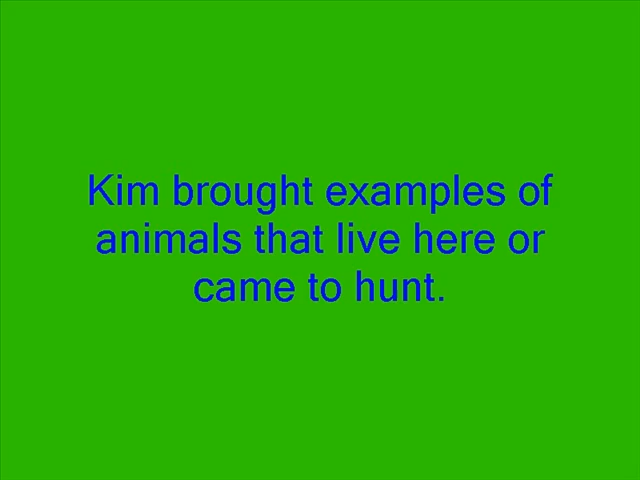 Kim brought examples of
animals that live here or
came to hunt.